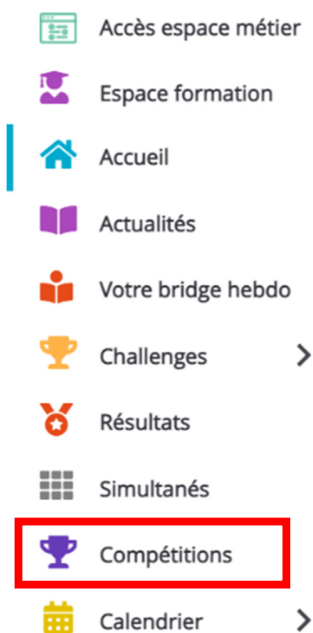 Accès espace métier
Espace formation
Accueil
Actualités
Votre bridge hebdo
Challenges
Résultats
Simultanés
Compétitions
Calendrier